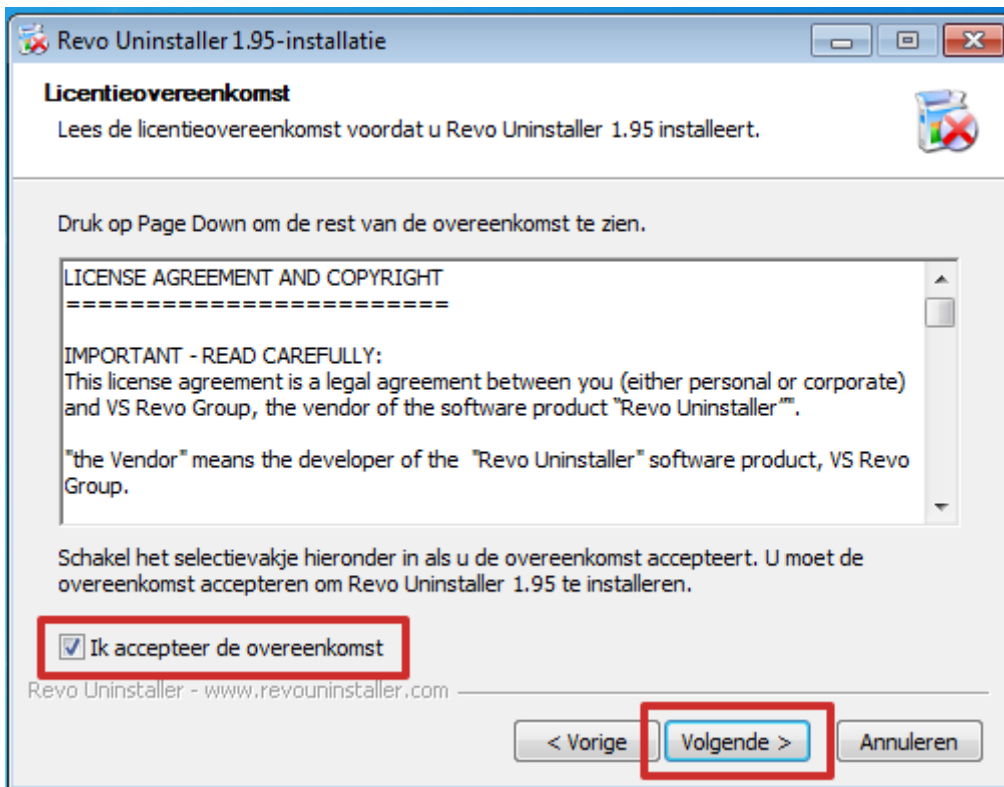 Revo Uninstaller 1.95-installatie
Licentieovereenkomst
Lees de licentieovereenkomst voordat u Revo Uninstaller 1.95 installeert.
Druk op Page Down om de rest van de overeenkomst te zien.
LICENSE AGREEMENT AND COPYRIGHT
=========================
IMPORTANT - READ CAREFULLY:
This license agreement is a legal agreement between you (either personal or corporate)
and VS Revo Group, the vendor of the software product “Revo Uninstaller””.
"the Vendor" means the developer of the  "Revo Uninstaller" software product, VS Revo
Group.
Schakel het selectievakje hieronder in als u de overeenkomst accepteert. U moet de
overeenkomst accepteren om Revo Uninstaller 1.95 te installeren.
Ik accepteer de overeenkomst
Revo Uninstaller - www.revouninstaller.com
< Vorige Volgende > Annuleren